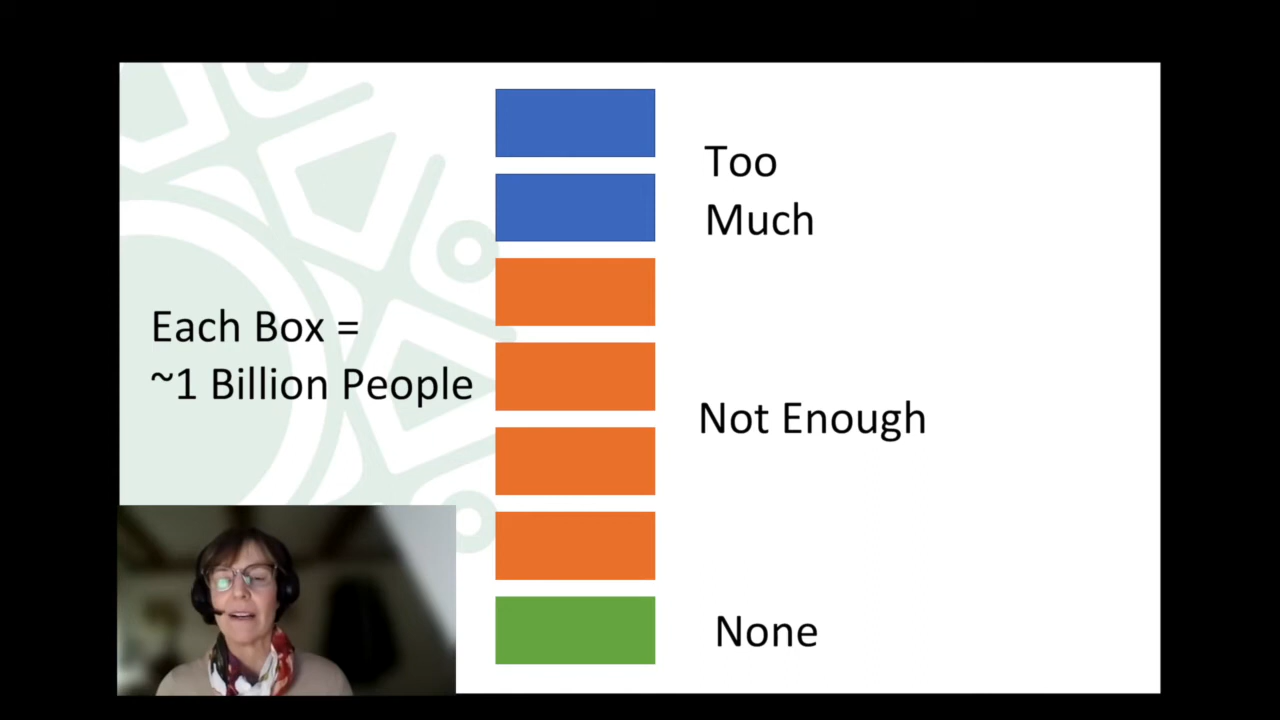 Too
Much
Each Box =
~1 Billion People
Not Enough
None